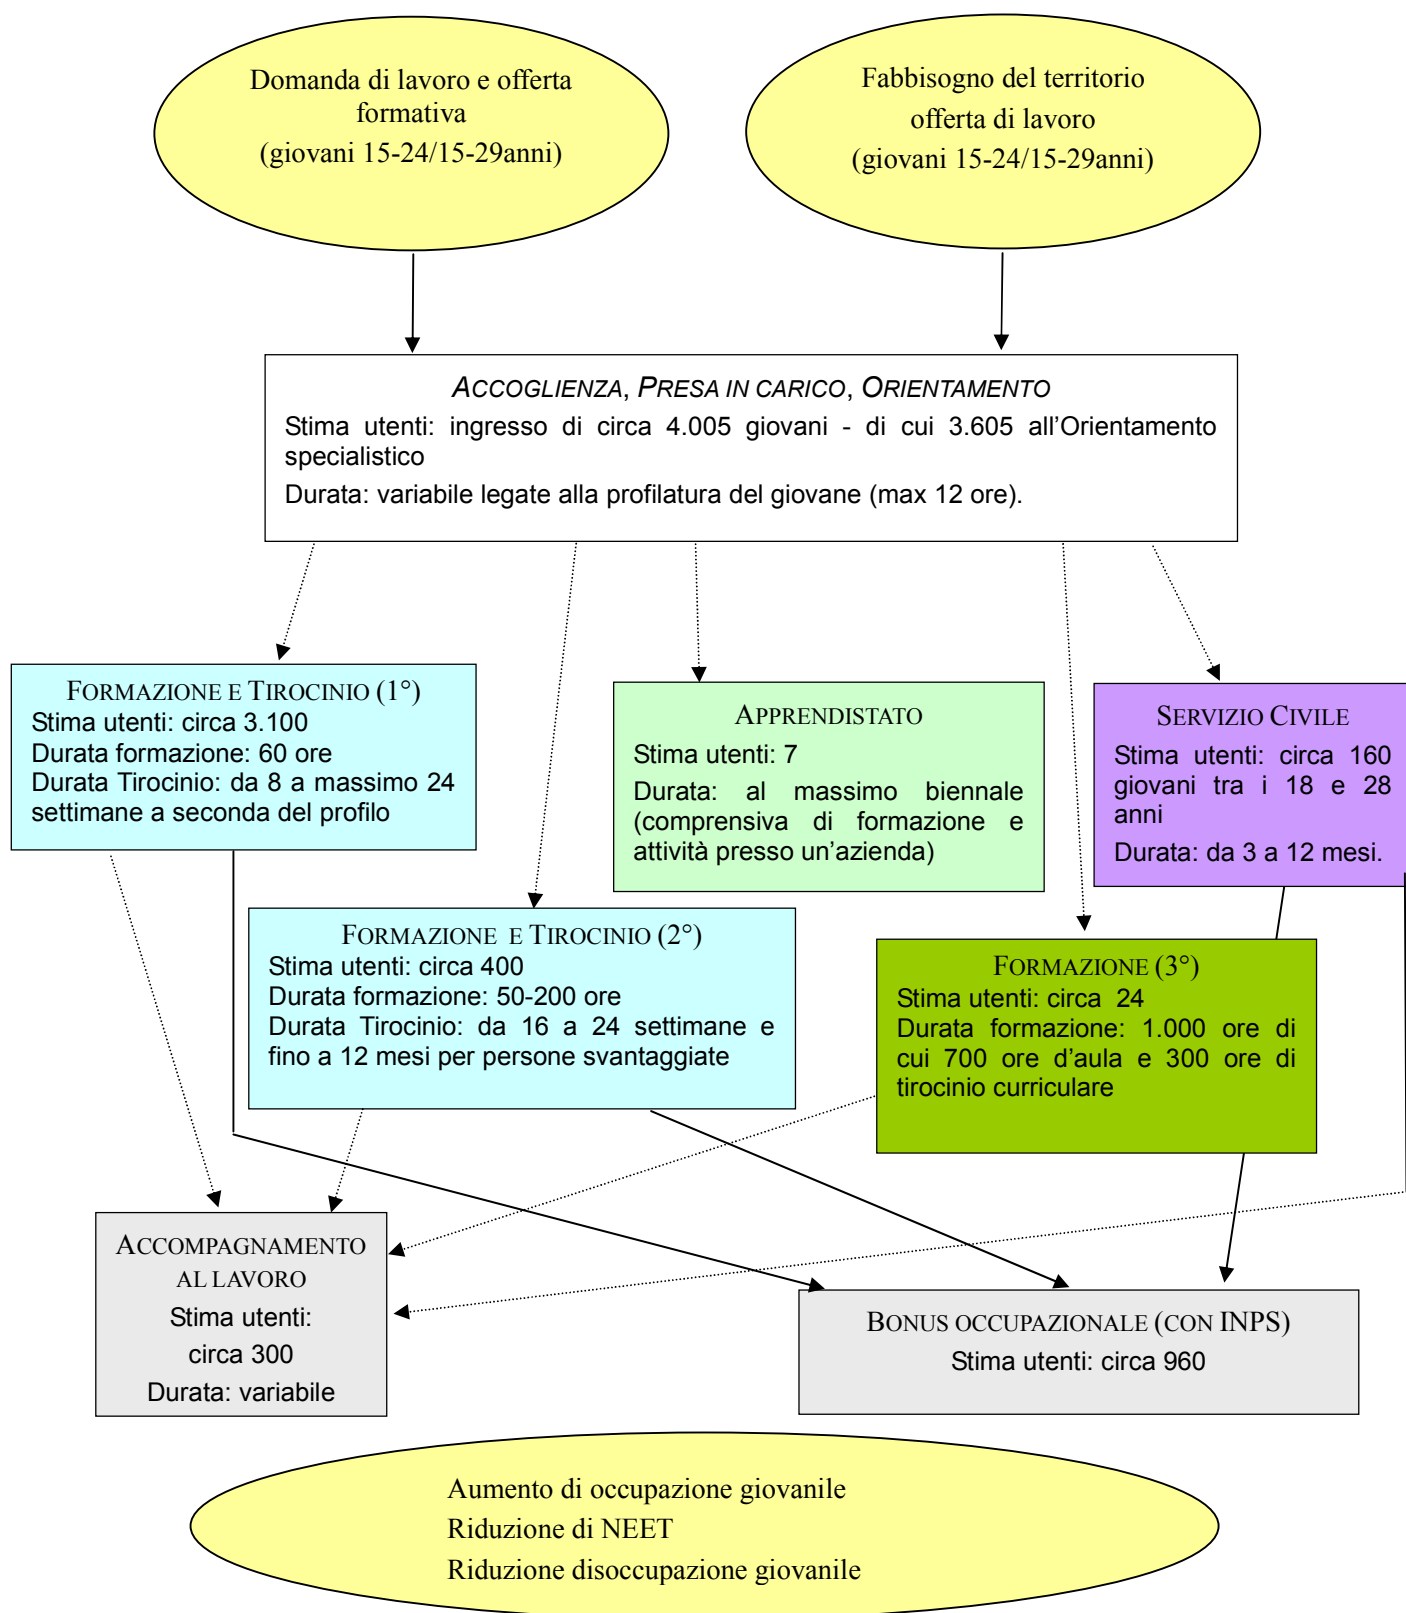 Domanda di lavoro e offerta
formativa
(giovani 15-24/15-29anni)
Fabbisogno del territorio
offerta di lavoro
(giovani 15-24/15-29anni)
ACCOGLIENZA, PRESA IN CARICO, ORIENTAMENTO
Stima utenti: ingresso di circa 4.005 giovani - di cui 3.605 all’Orientamento
specialistico
Durata: variabile legate alla profilatura del giovane (max 12 ore).
FORMAZIONE E TIROCINIO (1°)
Stima utenti: circa 3.100
Durata formazione: 60 ore
Durata Tirocinio: da 8 a massimo 24
settimane a seconda del profilo
APPRENDISTATO
Stima utenti: 7
Durata: al massimo biennale
(comprensiva di formazione e
attività presso un’azienda)
SERVIZIO CIVILE
Stima utenti: circa 160
giovani tra i 18 e 28
anni
Durata: da 3 a 12 mesi.
FORMAZIONE E TIROCINIO (2°)
Stima utenti: circa 400
Durata formazione: 50-200 ore
Durata Tirocinio: da 16 a 24 settimane e
fino a 12 mesi per persone svantaggiate
FORMAZIONE (3°)
Stima utenti: circa 24
Durata formazione: 1.000 ore di
cui 700 ore d’aula e 300 ore di
tirocinio curriculare
ACCOMPAGNAMENTO
AL LAVORO
Stima utenti:
circa 300
Durata: variabile
BONUS OCCUPAZIONALE (CON INPS)
Stima utenti: circa 960
Aumento di occupazione giovanile
Riduzione di NEET
Riduzione disoccupazione giovanile